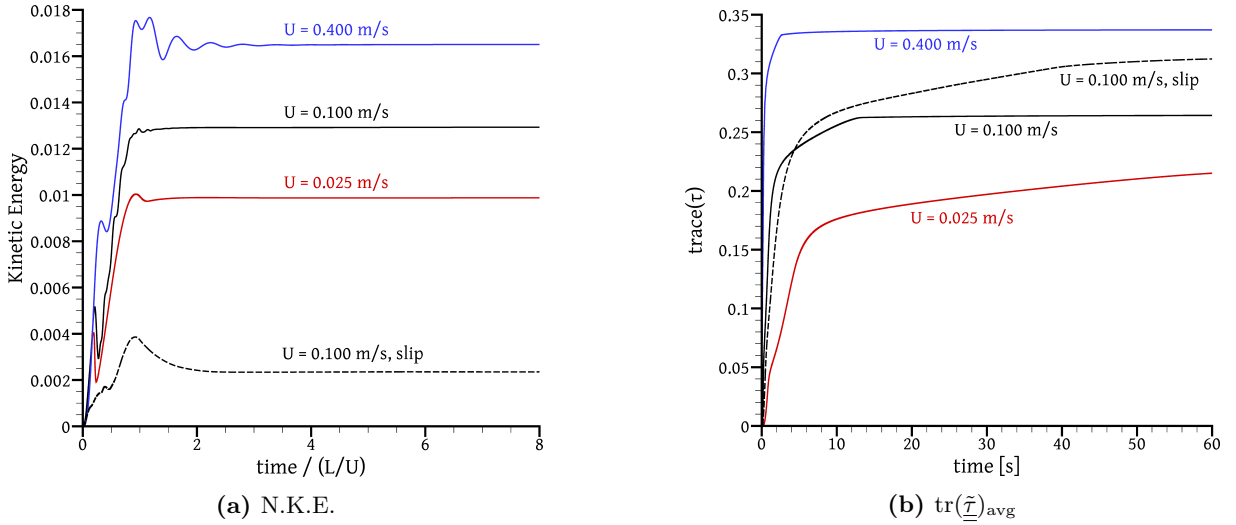 0.018
0.016
0.014
0.012
0.01
0.008
0.006
0.004
0.002
0
Kinetic Energy
U = 0.400 m/s
U = 0.100 m/s
U = 0.025 m/s
U = 0.100 m/s, slip
0 2 4 6 8
time / (L/U)
(a) N.K.E.
0.35
0.3
0.25
0.2
0.15
0.1
0.05
0
trace(τ)
U = 0.400 m/s
U = 0.100 m/s, slip
U = 0.100 m/s
U = 0.025 m/s
0 10 20 30 40 50 60
time [s]
(b) tr(τ̃)avg